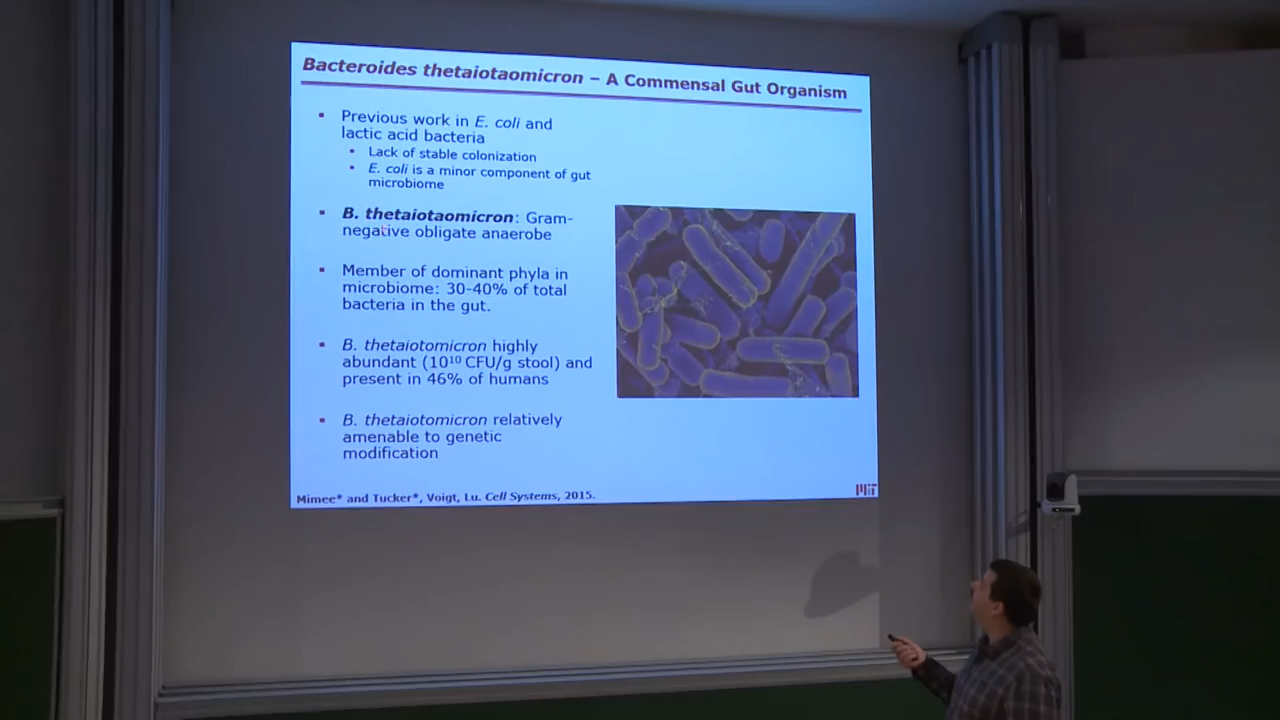 Bacteroides thetaiotaomicron – A Commensal Gut Organism
Previous work in E. coli and
lactic acid bacteria
Lack of stable colonization
E. coli is a minor component of gut
microbiome
B. thetaiotaomicron: Gram-
negative obligate anaerobe
Member of dominant phyla in
microbiome: 30-40% of total
bacteria in the gut.
B. thetaiotomicron highly
abundant (10¹⁰ CFU/g stool) and
present in 46% of humans
B. thetaiotomicron relatively
amenable to genetic
modification
Mimee* and Tucker*, Voigt, Lu. Cell Systems, 2015.
MIT